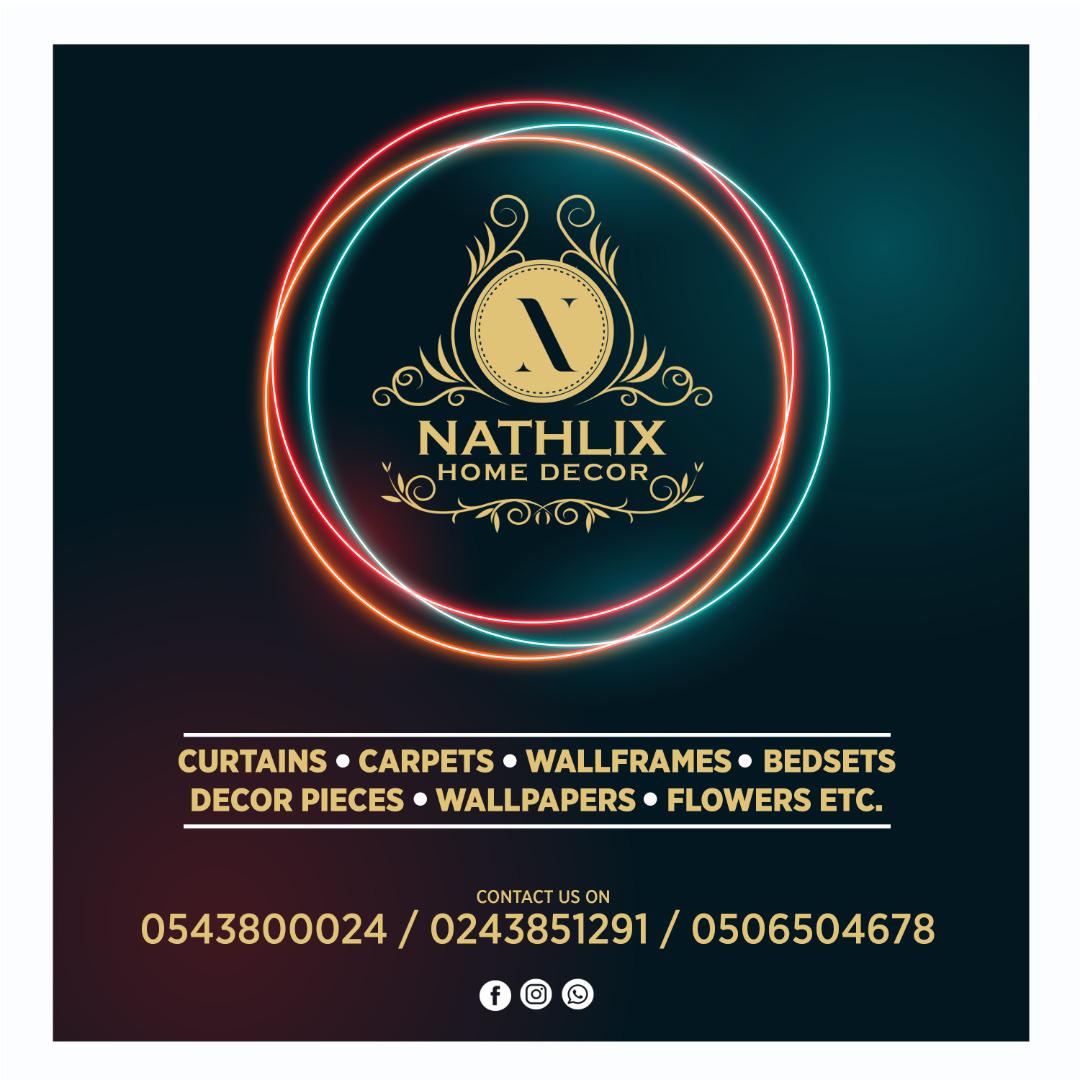 N
NATHLIX
HOME DECOR
CURTAINS • CARPETS • WALLFRAMES • BEDSETS
DECOR PIECES • WALLPAPERS • FLOWERS ETC.
CONTACT US ON
0543800024 / 0243851291 / 0506504678